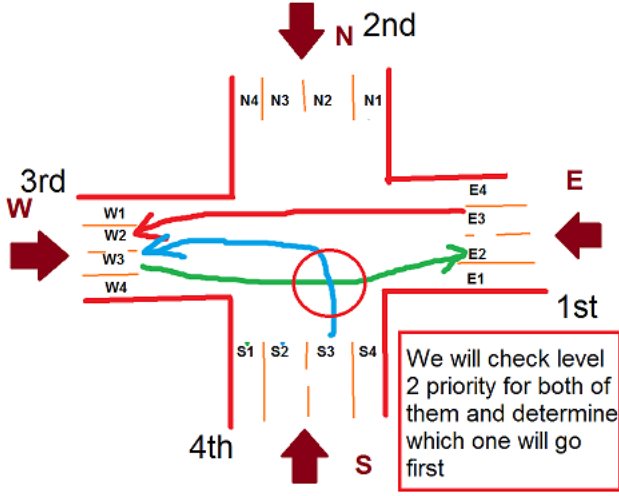 N 2nd
N4 N3 N2 N1
3rd
W
E
W1
W2
W3
W4
E4
E3
E2
E1
1st
S1 S2 S3 S4
4th
S
We will check level
2 priority for both of
them and determine
which one will go
first